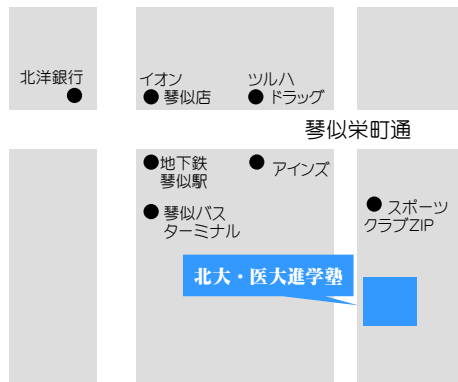 北洋銀行
イオン
琴似店
ツルハ
ドラッグ
琴似栄町通
地下鉄
琴似駅
アインズ
琴似バス
ターミナル
スポーツ
クラブZIP
北大・医大進学塾